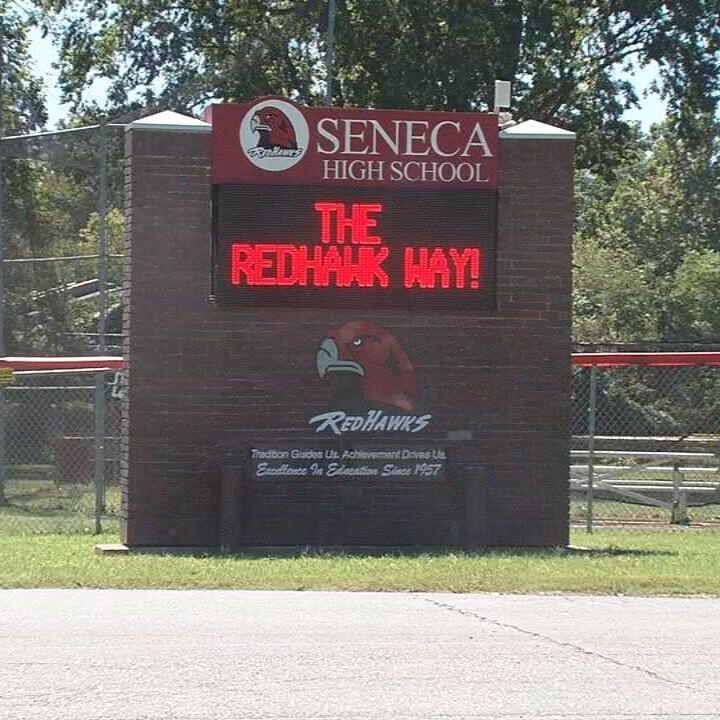 SENECA
HIGH SCHOOL
REDHAWKS
THE
REDHAWK WAY!
REDHAWKS
Tradition Guides Us. Achievement Drives Us.
Excellence In Education Since 1957